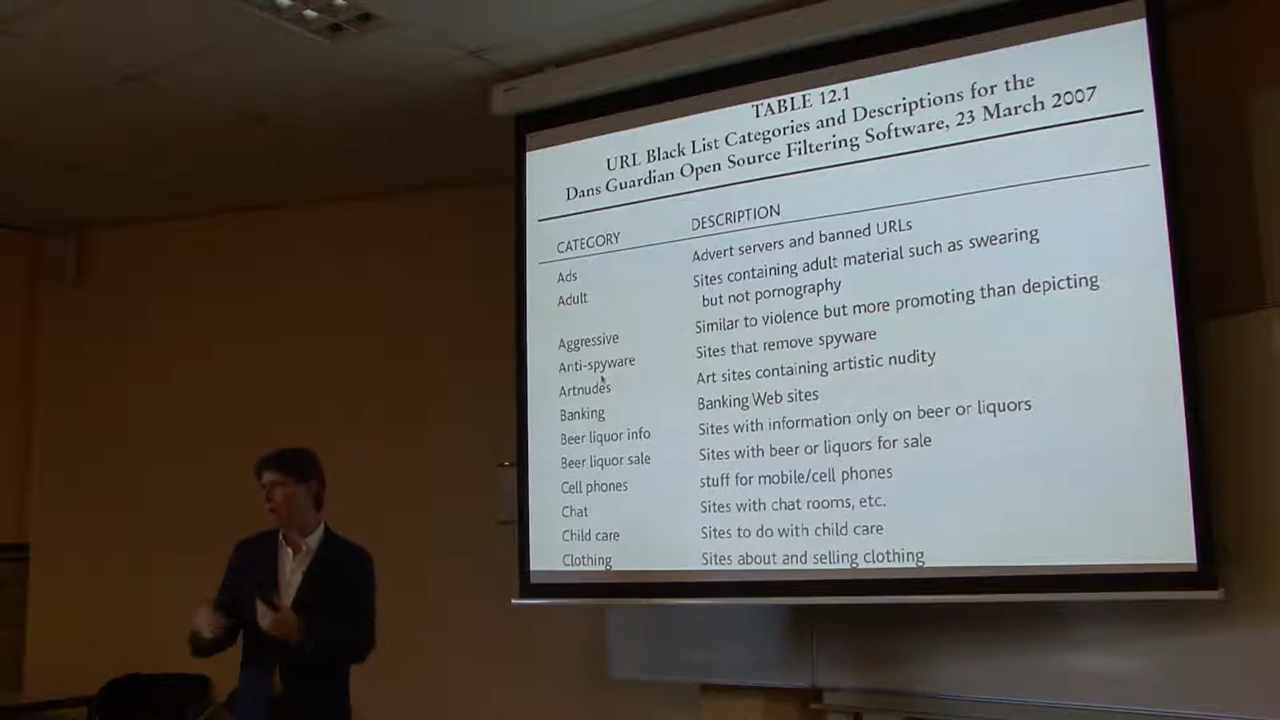 TABLE 12.1
URL Black List Categories and Descriptions for the
Dans Guardian Open Source Filtering Software, 23 March 2007
CATEGORY DESCRIPTION
Ads Advert servers and banned URLs
Adult Sites containing adult material such as swearing
but not pornography
Aggressive Similar to violence but more promoting than depicting
Anti-spyware Sites that remove spyware
Artnudes Art sites containing artistic nudity
Banking Banking Web sites
Beer liquor info Sites with information only on beer or liquors
Beer liquor sale Sites with beer or liquors for sale
Cell phones stuff for mobile/cell phones
Chat Sites with chat rooms, etc.
Child care Sites to do with child care
Clothing Sites about and selling clothing